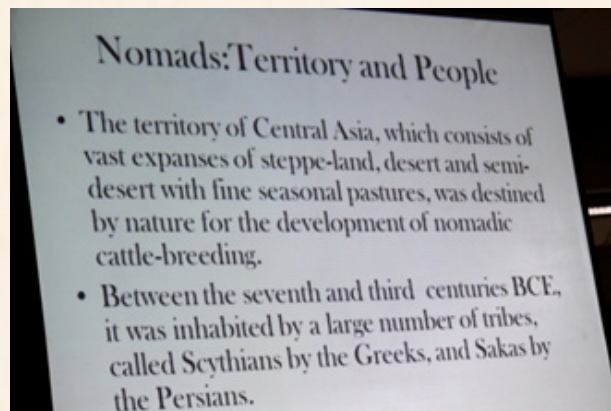 Nomads:Territory and People
• The territory of Central Asia, which consists of
vast expanses of steppe-land, desert and semi-
desert with fine seasonal pastures, was destined
by nature for the development of nomadic
cattle-breeding.
• Between the seventh and third centuries BCE.,
it was inhabited by a large number of tribes,
called Scythians by the Greeks, and Sakas by
the Persians.